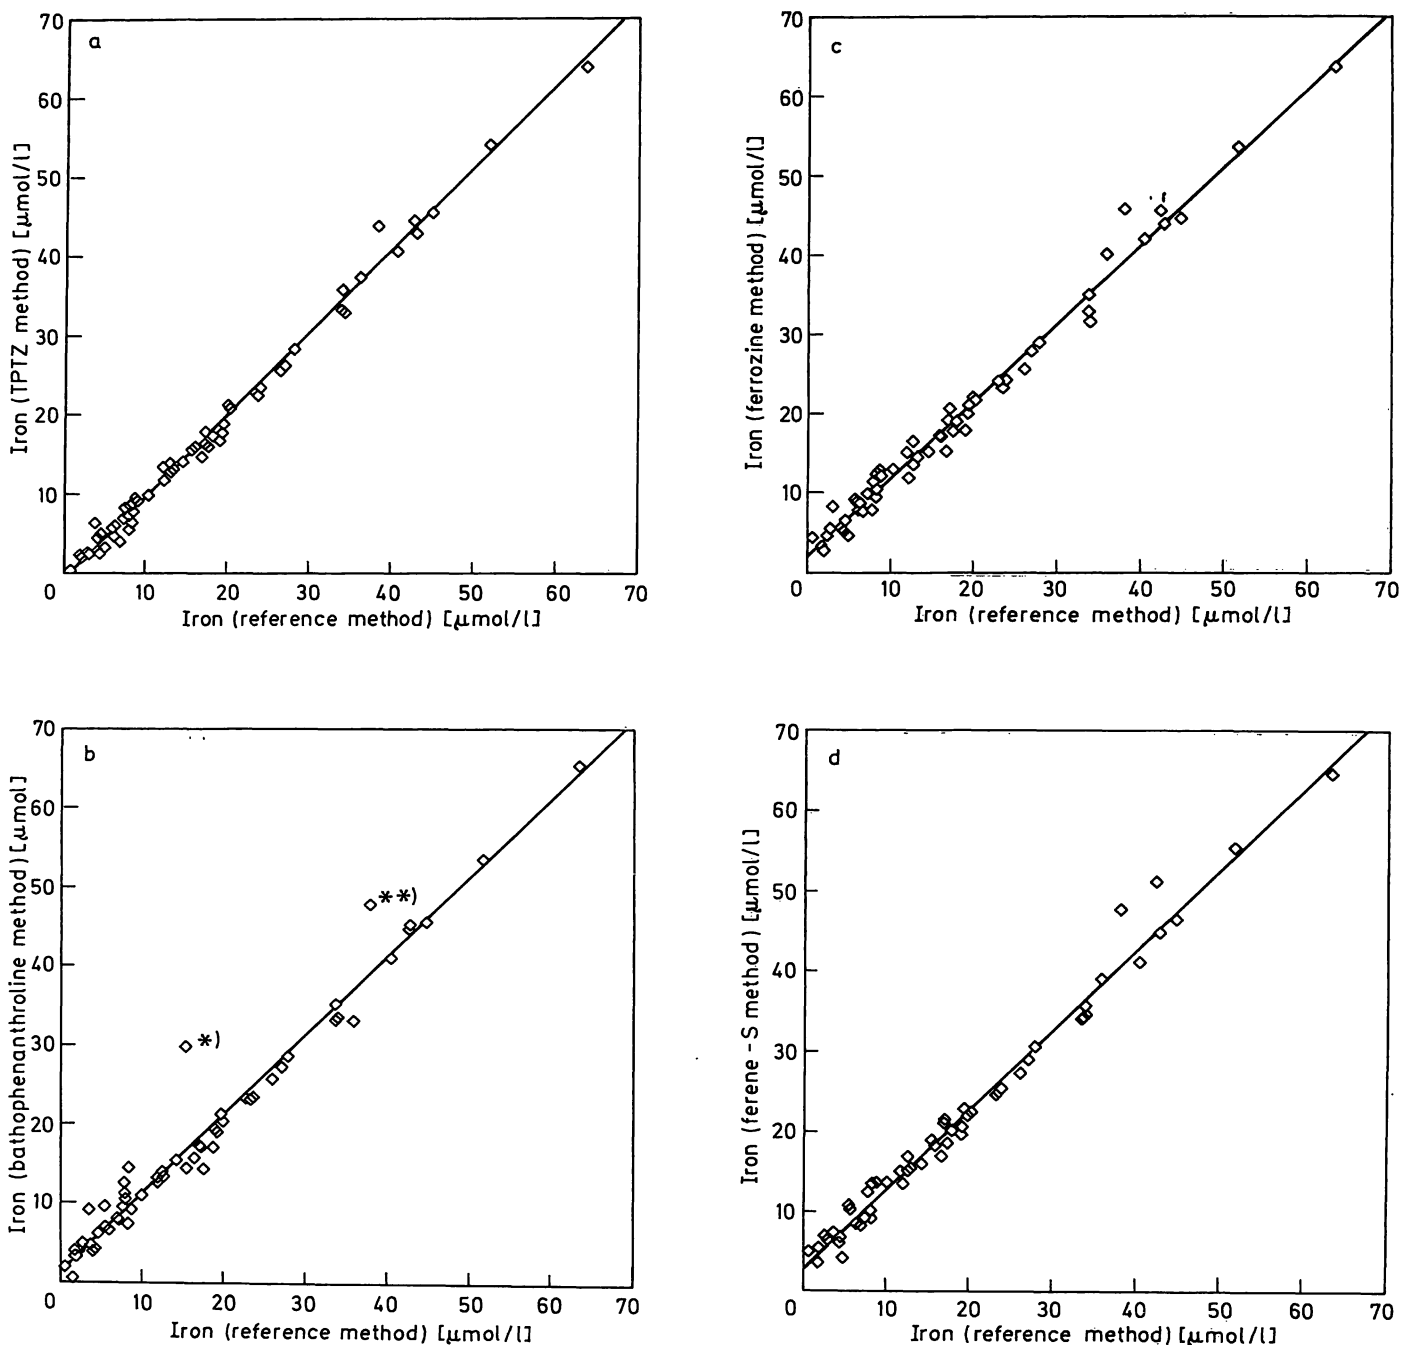 a
70
60
50
40
30
20
10
Iron (TPTZ method) [µmol/l]
0 10 20 30 40 50 60 70
Iron (reference method) [µmol/l]
c
70
60
50
40
30
20
10
Iron (ferrozine method) [µmol/l]
0 10 20 30 40 50 60 70
Iron (reference method) [µmol/l]
b
70
60
50
40
30
20
10
**)
*)
Iron (bathophenanthroline method) [µmol]
0 10 20 30 40 50 60 70
Iron (reference method) [µmol/l]
d
70
60
50
40
30
20
10
Iron (ferene-S method) [µmol/l]
0 10 20 30 40 50 60 70
Iron (reference method) [µmol/l]